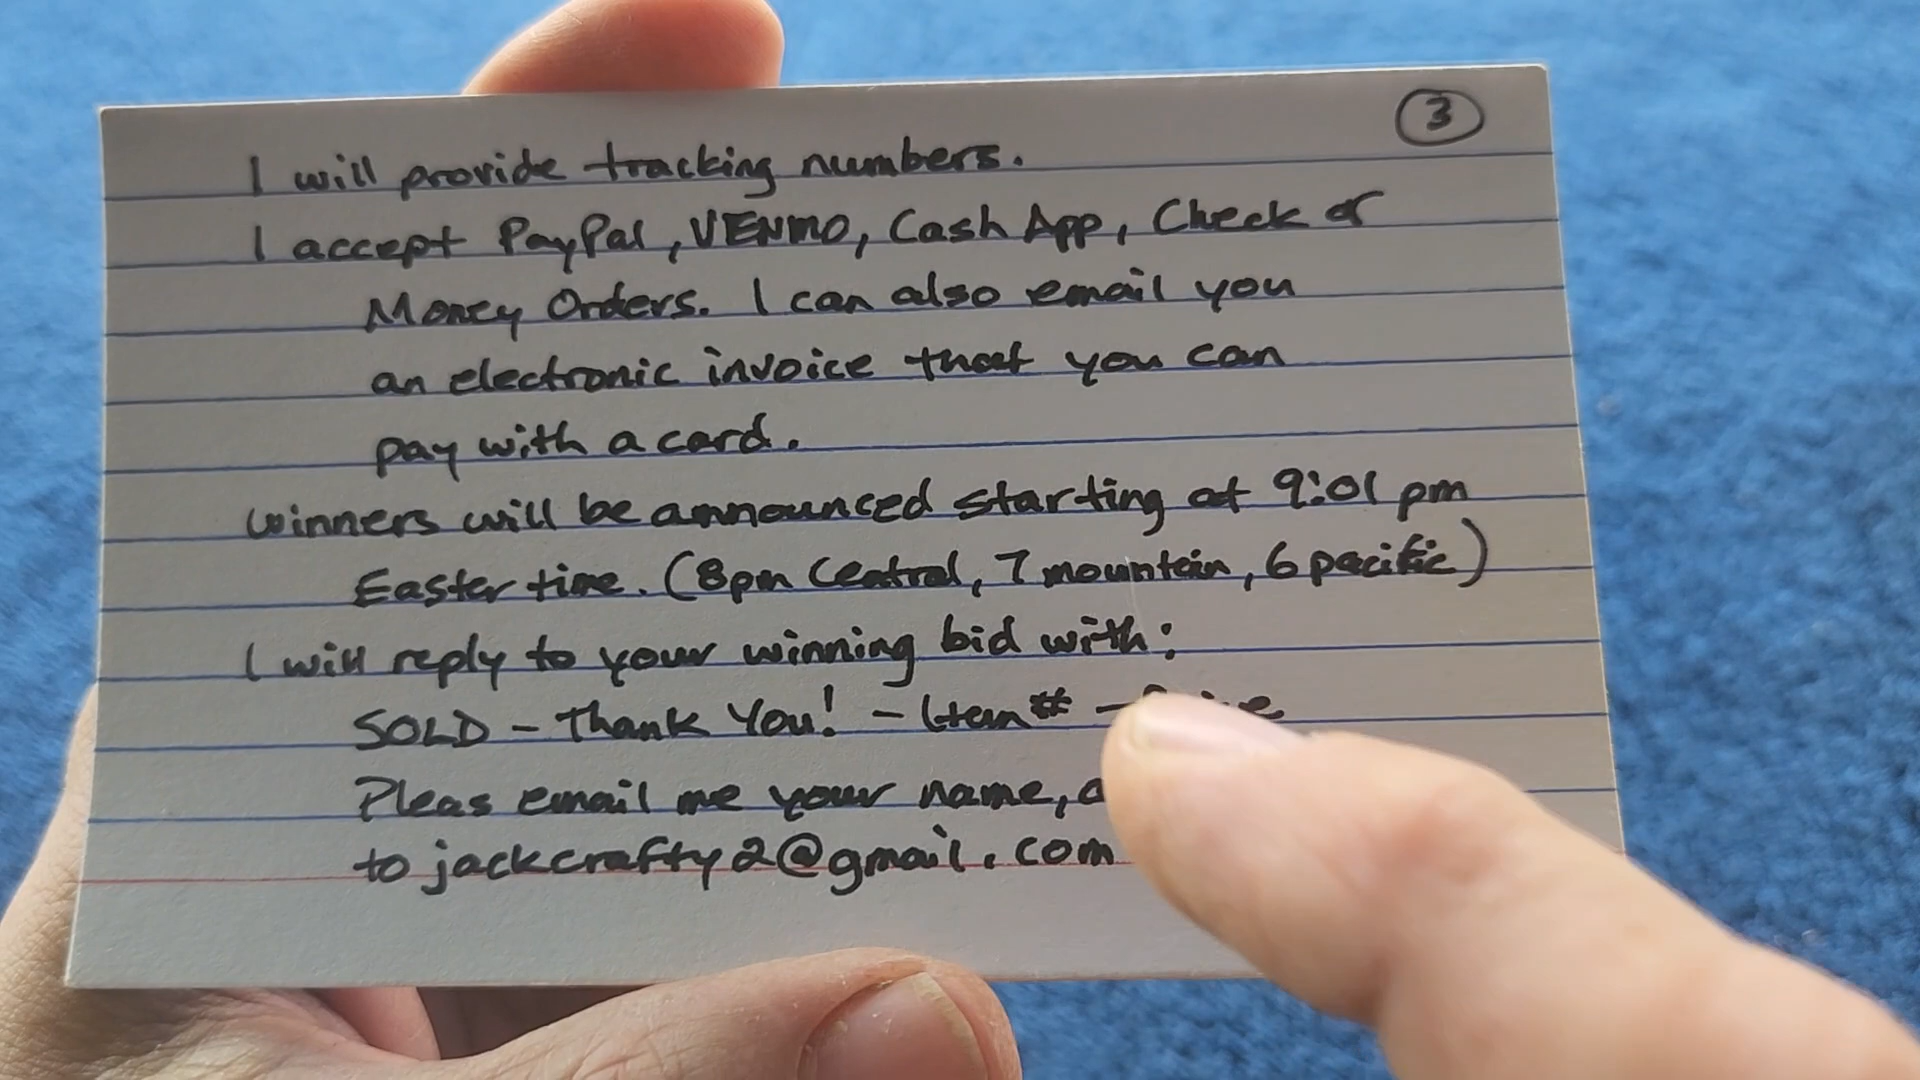 3
I will provide tracking numbers.
I accept PayPal, VENMO, Cash App, Check or
Money Orders. I can also email you
an electronic invoice that you can
pay with a card.
Winners will be announced starting at 9:01 pm
Easter time. (8pm Central, 7 mountain, 6 pacific)
I will reply to your winning bid with:
SOLD - Thank You! - Item # -
Pleas email me your name,
to jackcrafty2@gmail.com